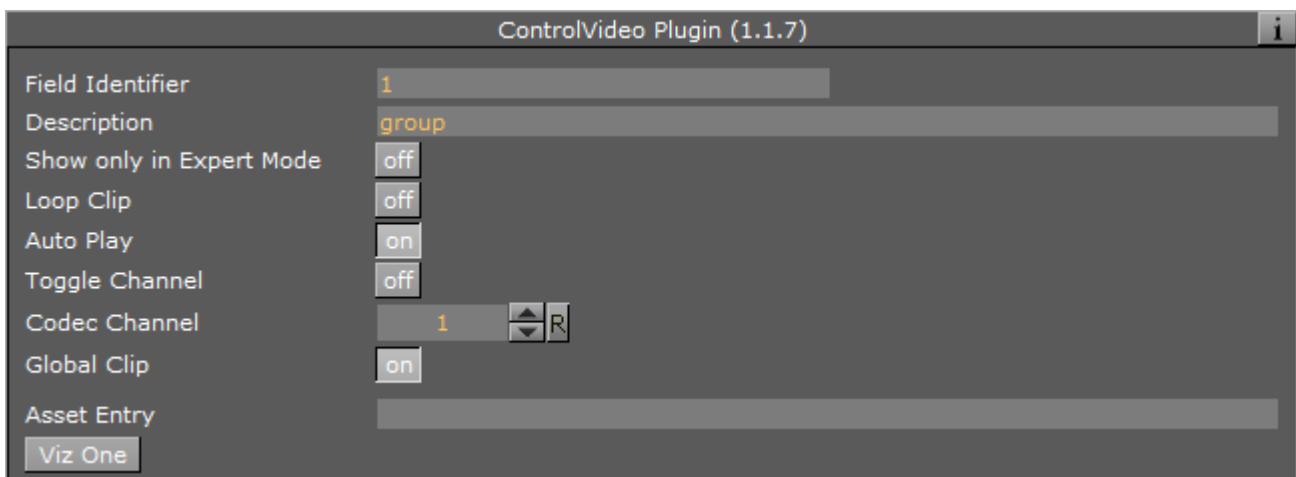 ControlVideo Plugin (1.1.7) i
Field Identifier 1
Description group
Show only in Expert Mode off
Loop Clip off
Auto Play on
Toggle Channel off
Codec Channel 1 R
Global Clip on
Asset Entry
Viz One